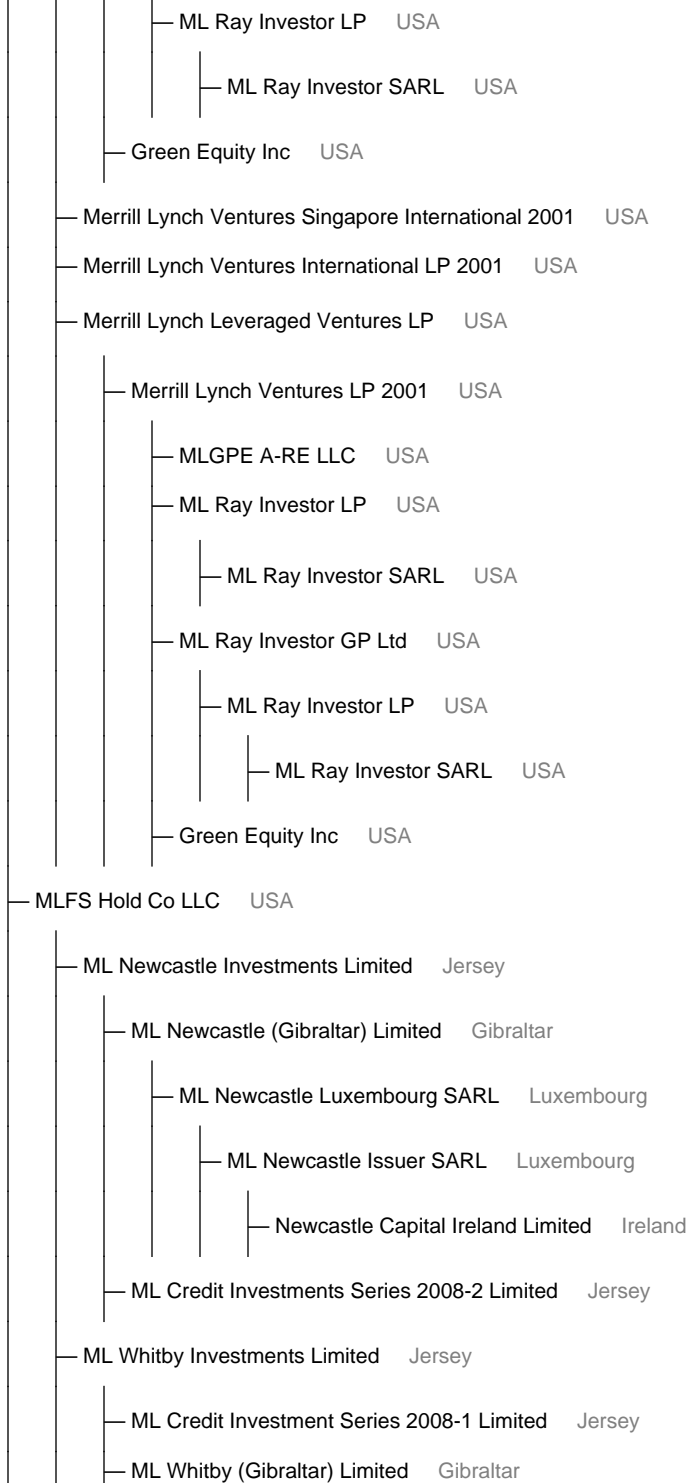 ML Ray Investor LP USA
ML Ray Investor SARL USA
Green Equity Inc USA
Merrill Lynch Ventures Singapore International 2001 USA
Merrill Lynch Ventures International LP 2001 USA
Merrill Lynch Leveraged Ventures LP USA
Merrill Lynch Ventures LP 2001 USA
MLGPE A-RE LLC USA
ML Ray Investor LP USA
ML Ray Investor SARL USA
ML Ray Investor GP Ltd USA
ML Ray Investor LP USA
ML Ray Investor SARL USA
Green Equity Inc USA
MLFS Hold Co LLC USA
ML Newcastle Investments Limited Jersey
ML Newcastle (Gibraltar) Limited Gibraltar
ML Newcastle Luxembourg SARL Luxembourg
ML Newcastle Issuer SARL Luxembourg
Newcastle Capital Ireland Limited Ireland
ML Credit Investments Series 2008-2 Limited Jersey
ML Whitby Investments Limited Jersey
ML Credit Investment Series 2008-1 Limited Jersey
ML Whitby (Gibraltar) Limited Gibraltar